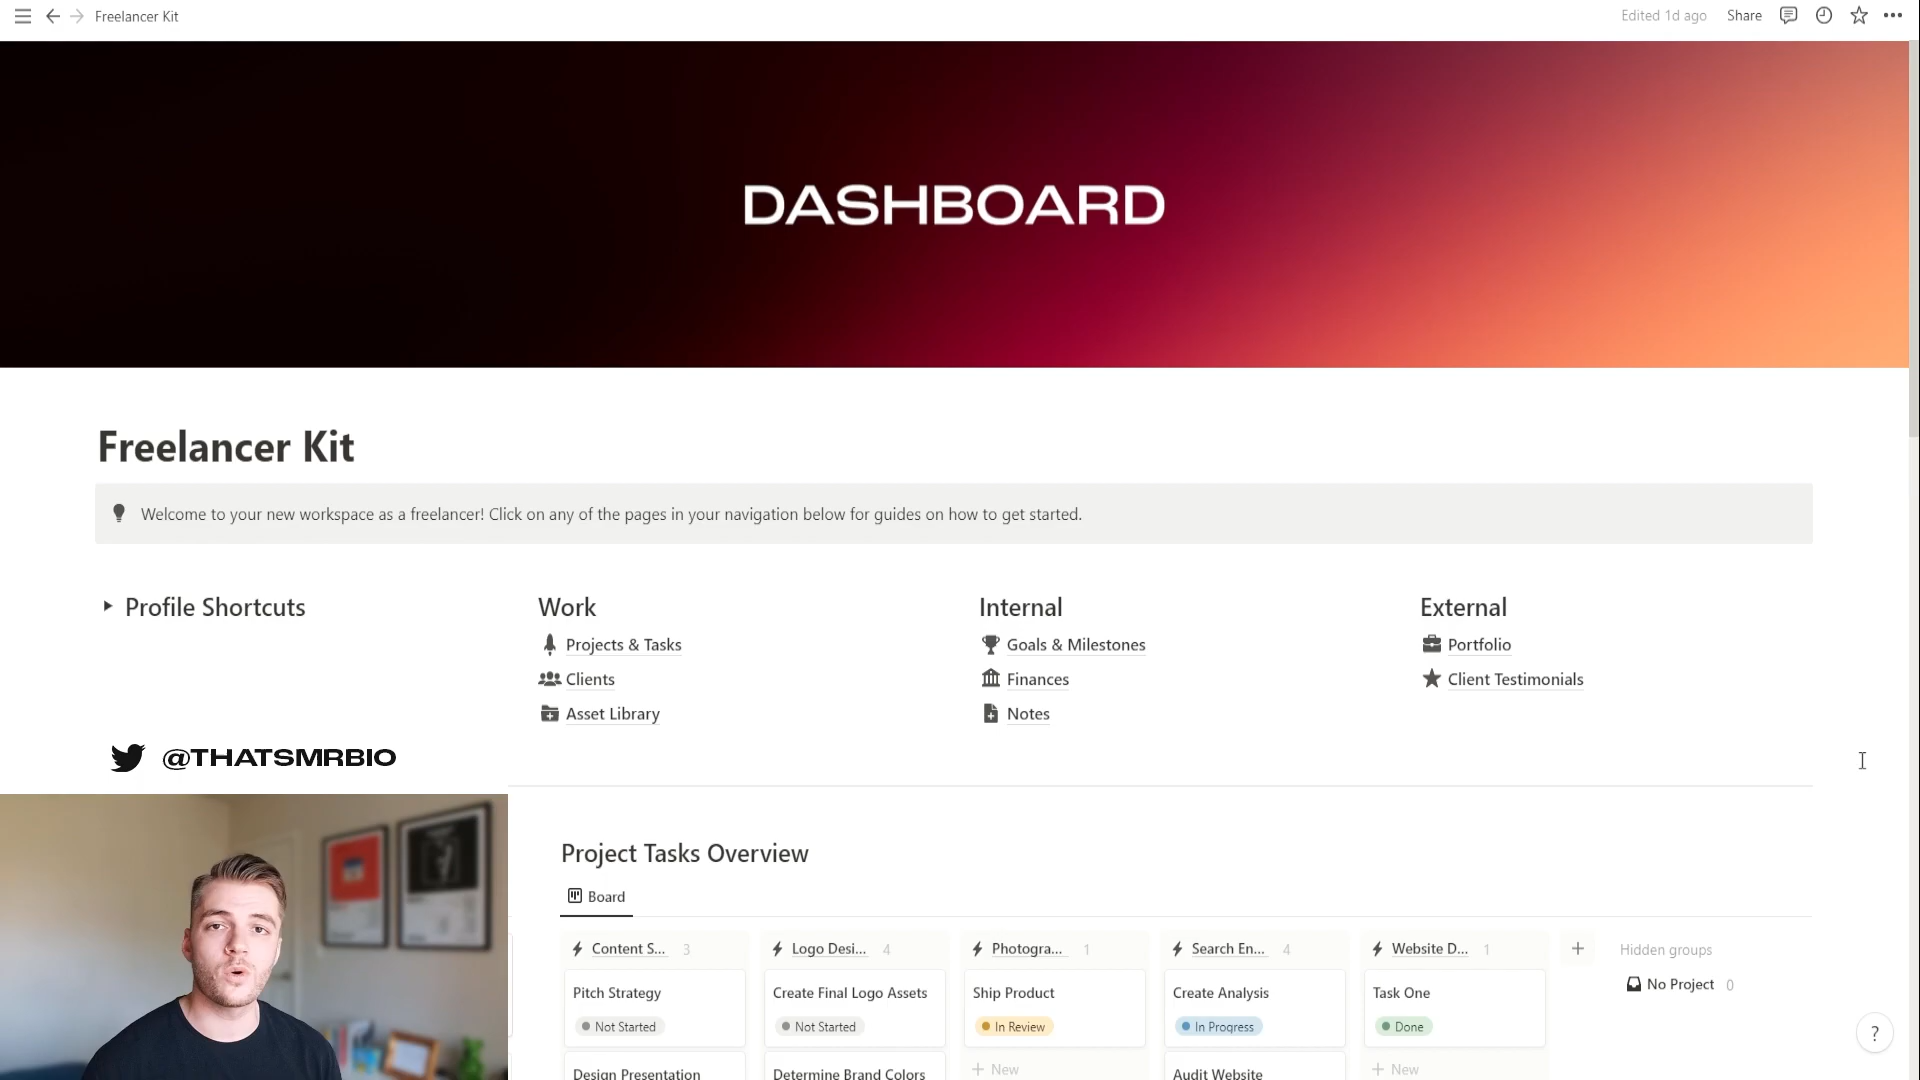 Freelancer Kit
Edited 1d ago
Share
DASHBOARD
Freelancer Kit
Welcome to your new workspace as a freelancer! Click on any of the pages in your navigation below for guides on how to get started.
Profile Shortcuts
Work
Projects & Tasks
Clients
Asset Library
Internal
Goals & Milestones
Finances
Notes
External
Portfolio
Client Testimonials
@THATSMRBIO
Project Tasks Overview
Board
Content S... 3
Logo Desi... 4
Photogra... 1
Search En... 4
Website D... 1
Hidden groups
No Project 0
Pitch Strategy
Not Started
Design Presentation
Create Final Logo Assets
Not Started
Determine Brand Colors
Ship Product
In Review
+ New
Create Analysis
In Progress
Audit Website
Task One
Done
+ New
?